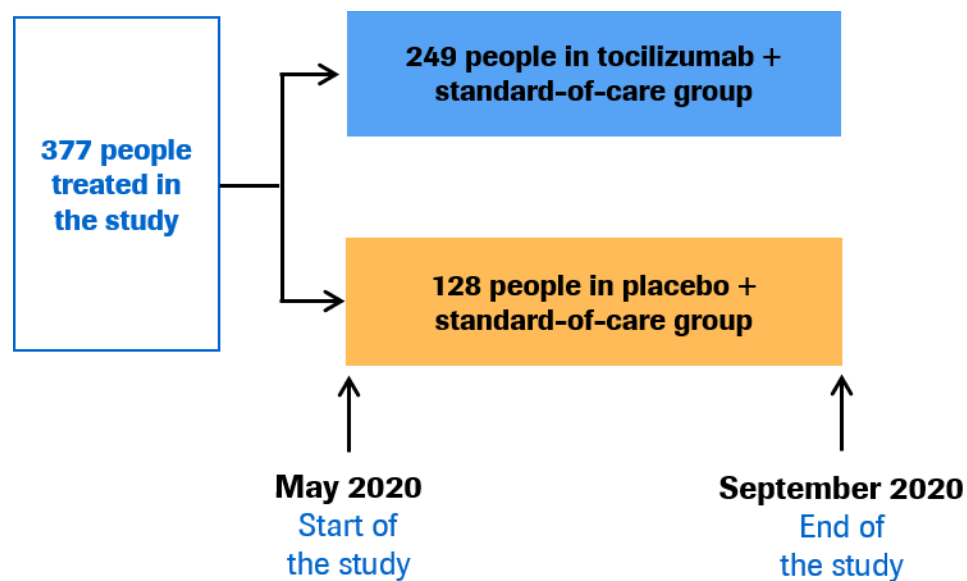 377 people
treated in
the study
249 people in tocilizumab +
standard-of-care group
128 people in placebo +
standard-of-care group
May 2020
Start of
the study
September 2020
End of
the study